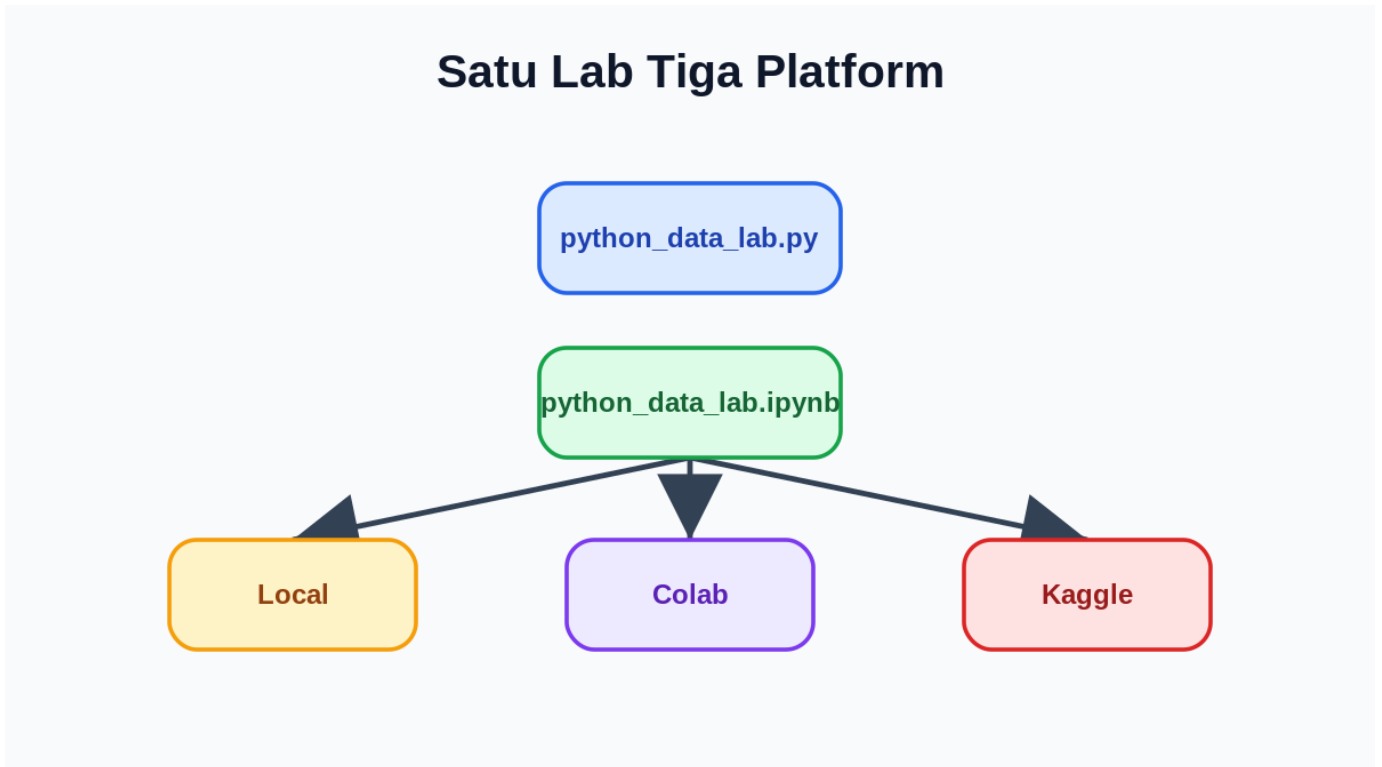 Satu Lab Tiga Platform
python_data_lab.py
python_data_lab.ipynb
Local
Colab
Kaggle